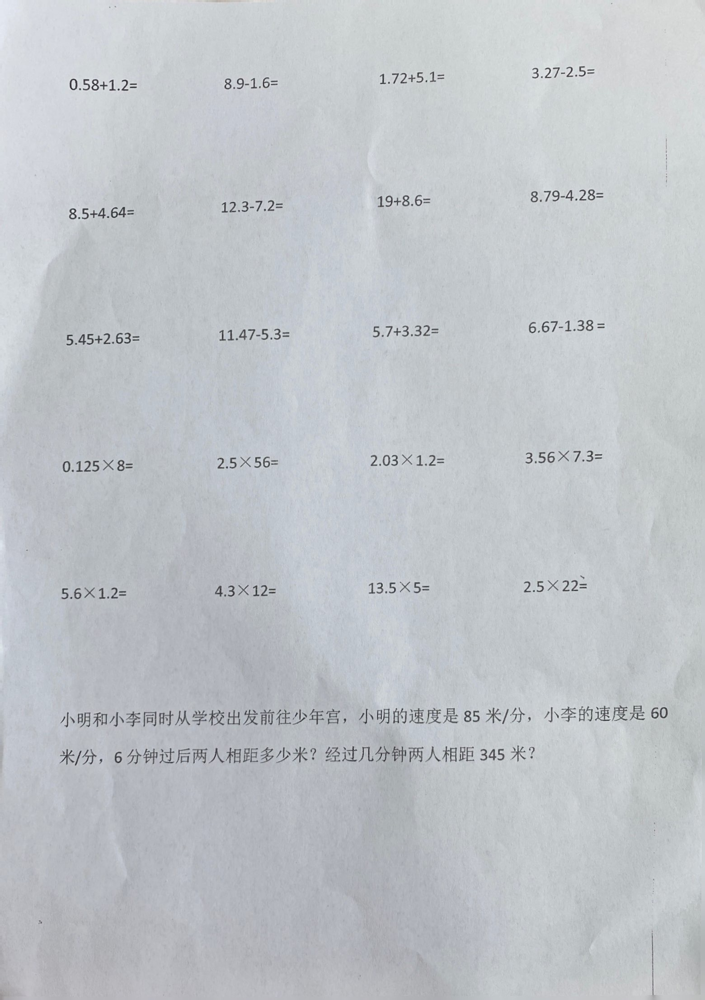 0.58+1.2= 8.9-1.6= 1.72+5.1= 3.27-2.5=
8.5+4.64= 12.3-7.2= 19+8.6= 8.79-4.28=
5.45+2.63= 11.47-5.3= 5.7+3.32= 6.67-1.38 =
0.125×8= 2.5×56= 2.03×1.2= 3.56×7.3=
5.6×1.2= 4.3×12= 13.5×5= 2.5×22=
小明和小李同时从学校出发前往少年宫，小明的速度是 85 米/分，小李的速度是 60
米/分，6 分钟过后两人相距多少米？经过几分钟两人相距 345 米？